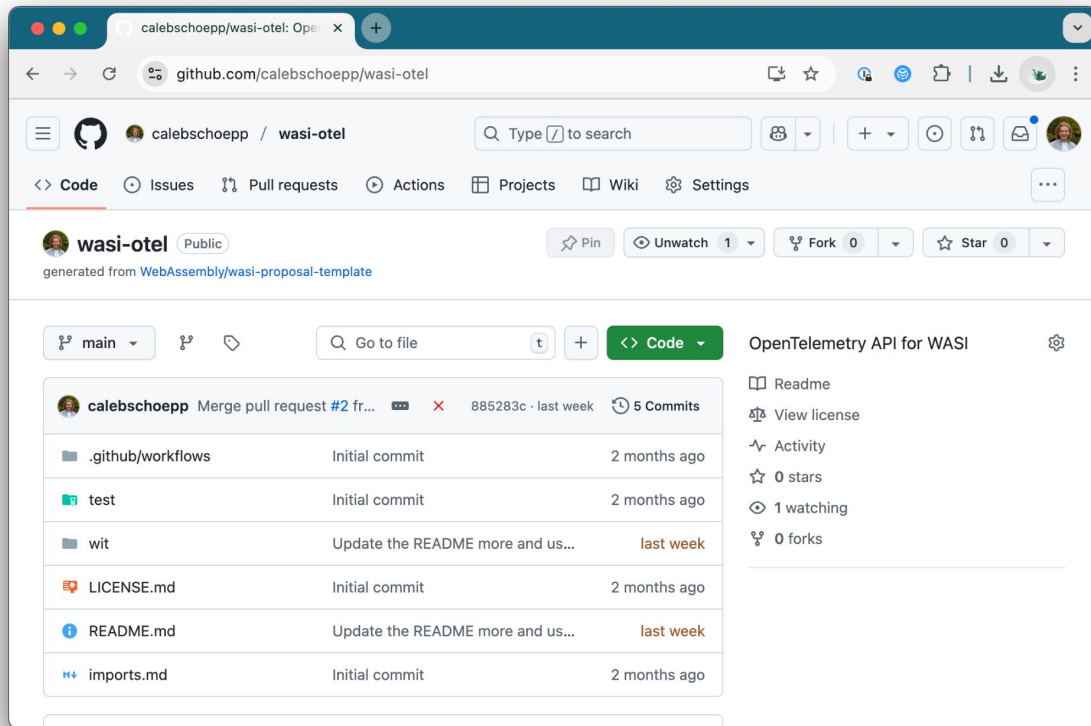 calebschoepp/wasi-otel: Ope
github.com/calebschoepp/wasi-otel
calebschoepp / wasi-otel
Type / to search
Code Issues Pull requests Actions Projects Wiki Settings
wasi-otel Public
Pin Unwatch 1 Fork 0 Star 0
generated from WebAssembly/wasi-proposal-template
main Go to file t Code
calebschoepp Merge pull request #2 fr... 885283c · last week 5 Commits
.github/workflows Initial commit 2 months ago
test Initial commit 2 months ago
wit Update the README more and us... last week
LICENSE.md Initial commit 2 months ago
README.md Update the README more and us... last week
imports.md Initial commit 2 months ago
OpenTelemetry API for WASI
Readme
View license
Activity
0 stars
1 watching
0 forks